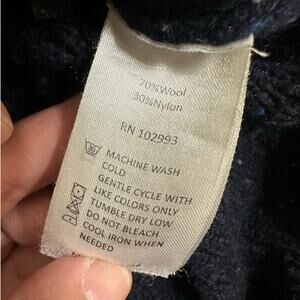 70%Wool
30%Nylon
RN 102993
MACHINE WASH
COLD
GENTLE CYCLE WITH
LIKE COLORS ONLY
TUMBLE DRY LOW
DO NOT BLEACH
COOL IRON WHEN
NEEDED